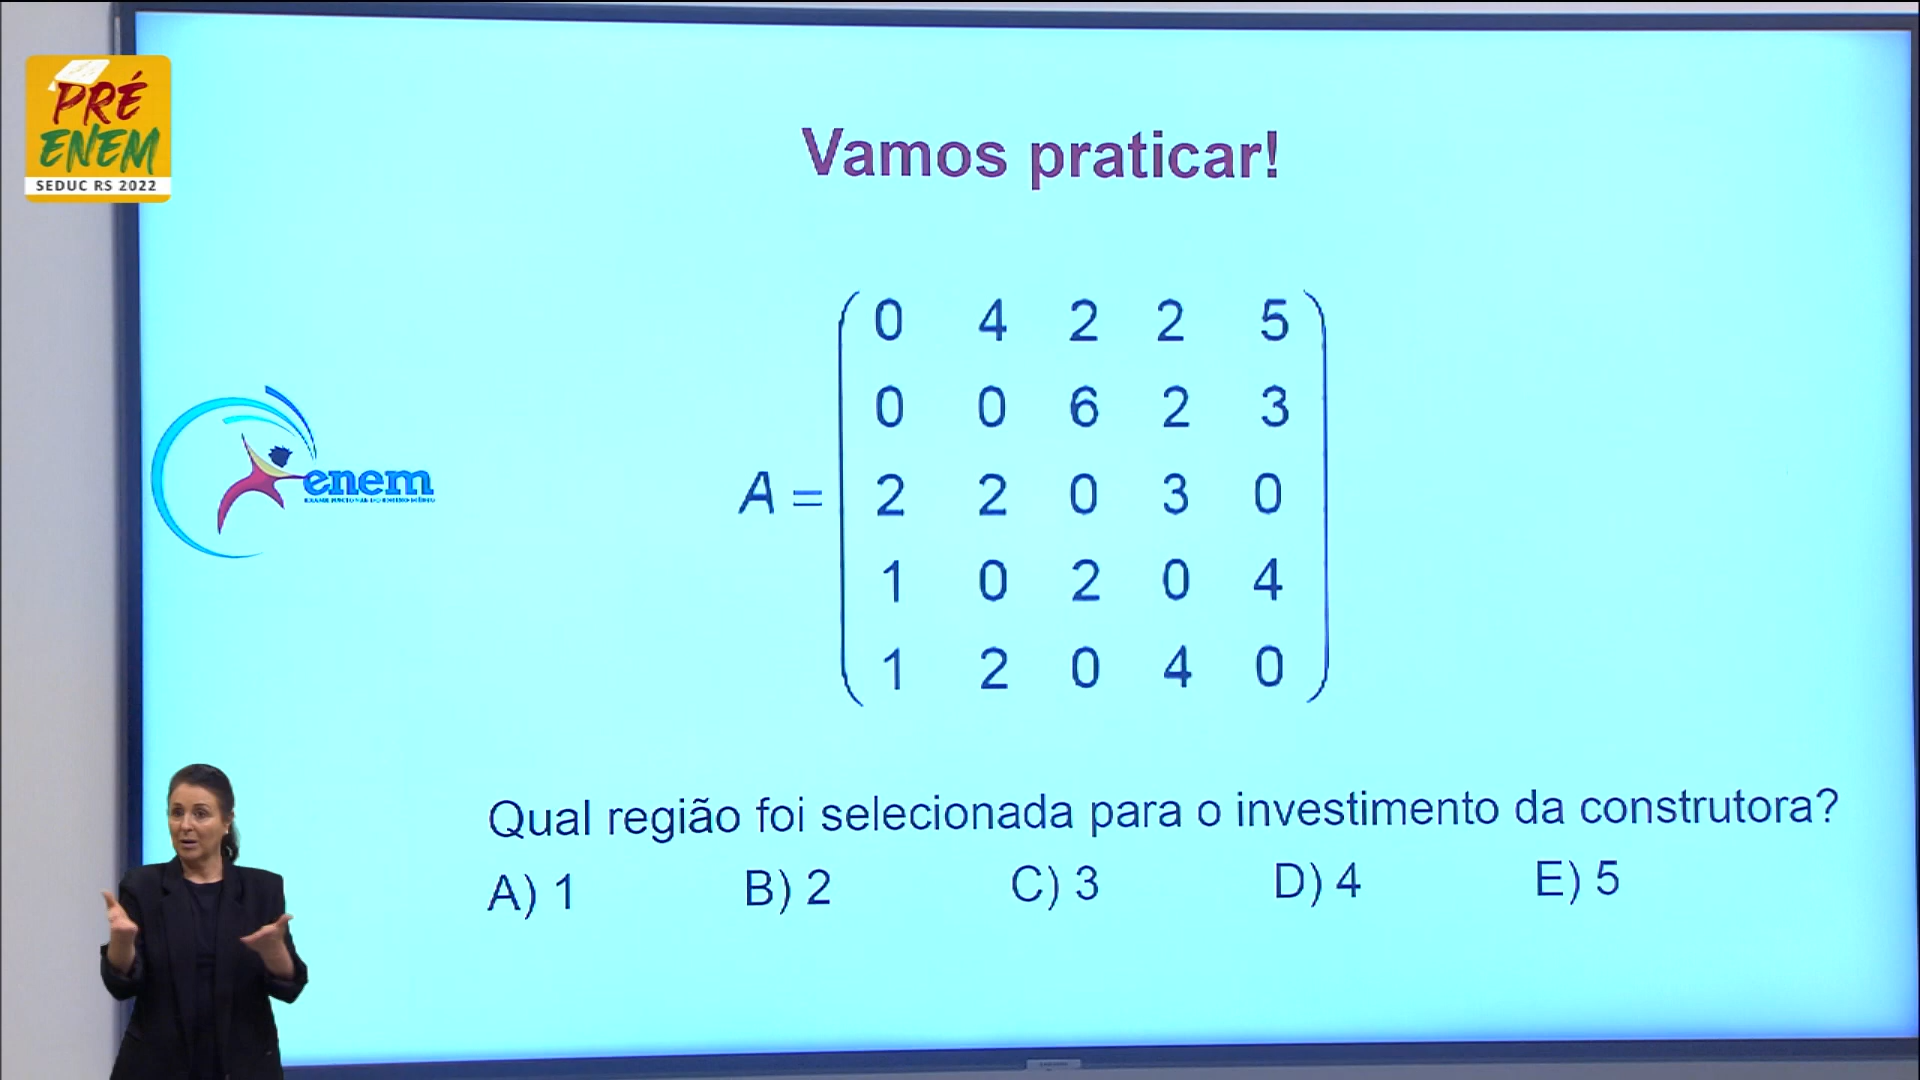 PRÉ
ENEM
SEDUC RS 2022
Vamos praticar!
A =
0 4 2 2 5
0 0 6 2 3
2 2 0 3 0
1 0 2 0 4
1 2 0 4 0
enem
Qual região foi selecionada para o investimento da construtora?
A) 1 B) 2 C) 3 D) 4 E) 5